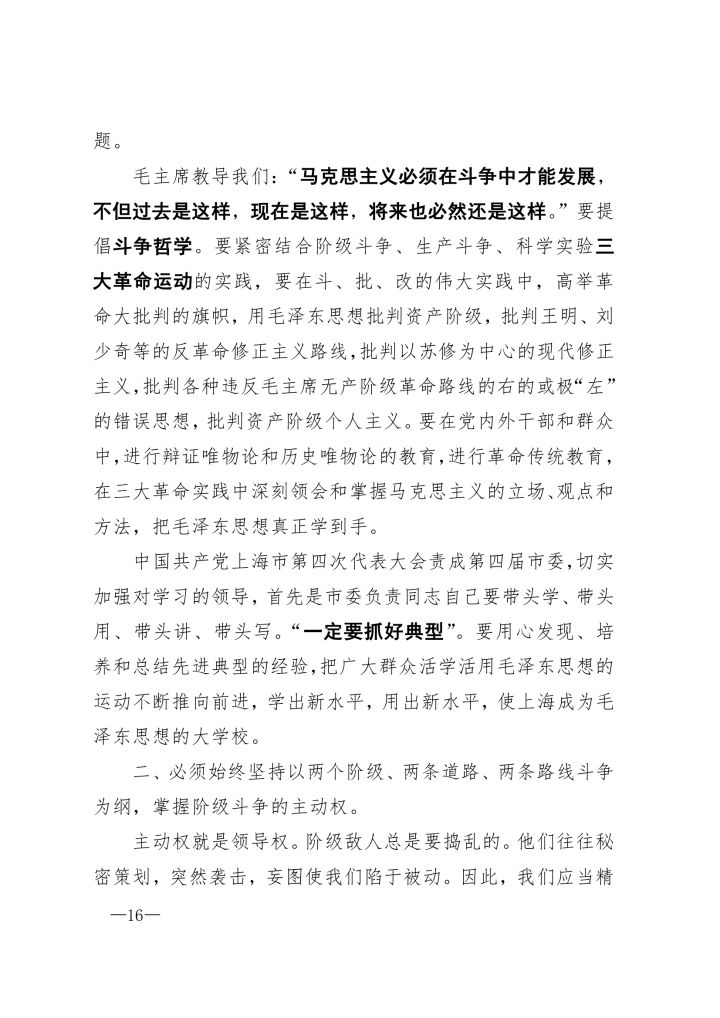 题。
毛主席教导我们：“马克思主义必须在斗争中才能发展，
不但过去是这样，现在是这样，将来也必然还是这样。”要提
倡斗争哲学。要紧密结合阶级斗争、生产斗争、科学实验三
大革命运动的实践，要在斗、批、改的伟大实践中，高举革
命大批判的旗帜，用毛泽东思想批判资产阶级，批判王明、刘
少奇等的反革命修正主义路线，批判以苏修为中心的现代修正
主义，批判各种违反毛主席无产阶级革命路线的右的或极“左”
的错误思想，批判资产阶级个人主义。要在党内外干部和群众
中，进行辩证唯物论和历史唯物论的教育，进行革命传统教育，
在三大革命实践中深刻领会和掌握马克思主义的立场、观点和
方法，把毛泽东思想真正学到手。
中国共产党上海市第四次代表大会责成第四届市委，切实
加强对学习的领导，首先是市委负责同志自己要带头学、带头
用、带头讲、带头写。“一定要抓好典型”。要用心发现、培
养和总结先进典型的经验，把广大群众活学活用毛泽东思想的
运动不断推向前进，学出新水平，用出新水平，使上海成为毛
泽东思想的大学校。
二、必须始终坚持以两个阶级、两条道路、两条路线斗争
为纲，掌握阶级斗争的主动权。
主动权就是领导权。阶级敌人总是要捣乱的。他们往往秘
密策划，突然袭击，妄图使我们陷于被动。因此，我们应当精
—16—